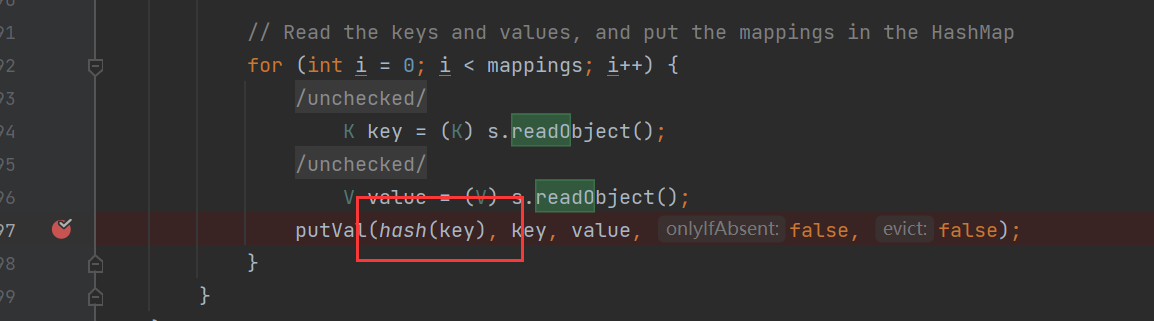 91 // Read the keys and values, and put the mappings in the HashMap
92 for (int i = 0; i < mappings; i++) {
93 /unchecked/
94 K key = (K) s.readObject();
95 /unchecked/
96 V value = (V) s.readObject();
97 putVal(hash(key), key, value, onlyIfAbsent: false, evict: false);
98 }
99 }